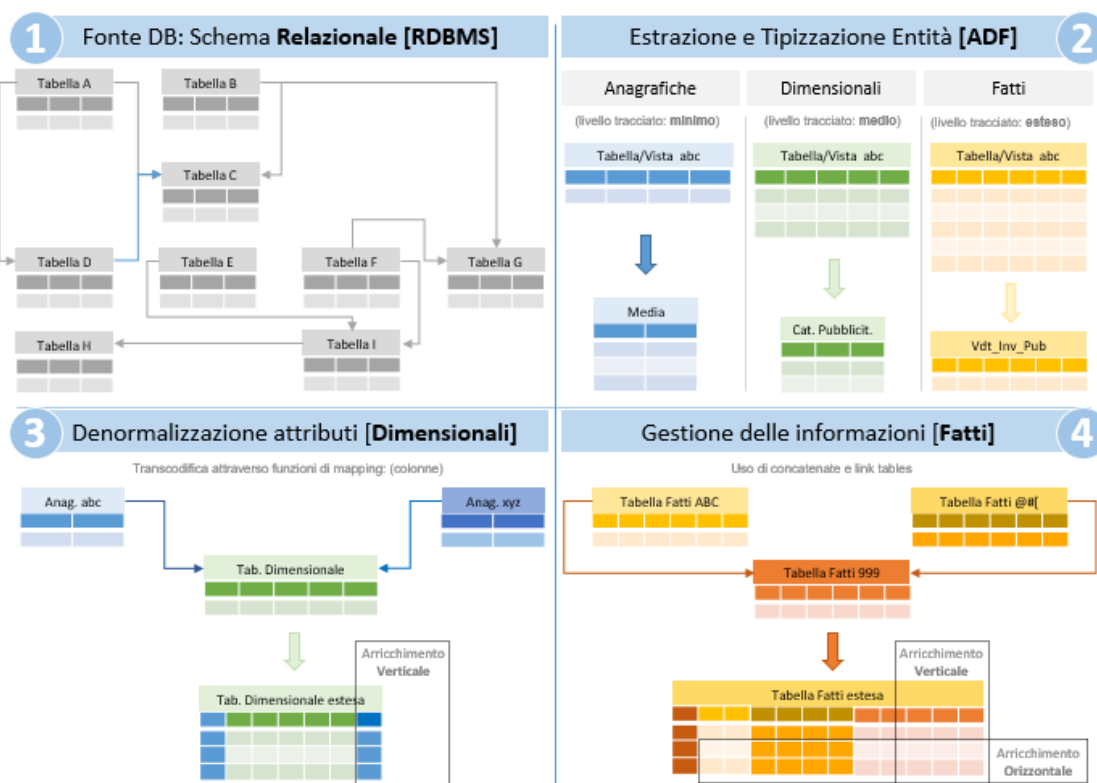 1
Fonte DB: Schema Relazionale [RDBMS]
Tabella A
Tabella B
Tabella C
Tabella D
Tabella E
Tabella F
Tabella G
Tabella H
Tabella I
Estrazione e Tipizzazione Entità [ADF]
2
Anagrafiche
Dimensionali
Fatti
(livello tracciato: minimo)
(livello tracciato: medio)
(livello tracciato: esteso)
Tabella/Vista abc
Tabella/Vista abc
Tabella/Vista abc
Media
Cat. Pubblicit.
Vdt_Inv_Pub
3
Denormalizzazione attributi [Dimensionali]
Transcodifica attraverso funzioni di mapping: (colonne)
Anag. abc
Anag. xyz
Tab. Dimensionale
Arricchimento
Verticale
Tab. Dimensionale estesa
Gestione delle informazioni [Fatti]
4
Uso di concatenate e link tables
Tabella Fatti ABC
Tabella Fatti @#[
Tabella Fatti 999
Arricchimento
Verticale
Tabella Fatti estesa
Arricchimento
Orizzontale